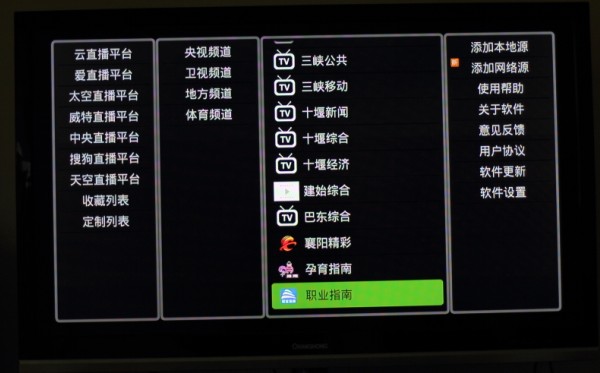 云直播平台
爱直播平台
太空直播平台
威特直播平台
中央直播平台
搜狗直播平台
天空直播平台
收藏列表
定制列表
央视频道
卫视频道
地方频道
体育频道
TV 三峡公共
TV 三峡移动
TV 十堰新闻
TV 十堰综合
TV 十堰经济
建始综合
TV 巴东综合
襄阳精彩
孕育指南
职业指南
添加本地源
添加网络源
使用帮助
关于软件
意见反馈
用户协议
软件更新
软件设置